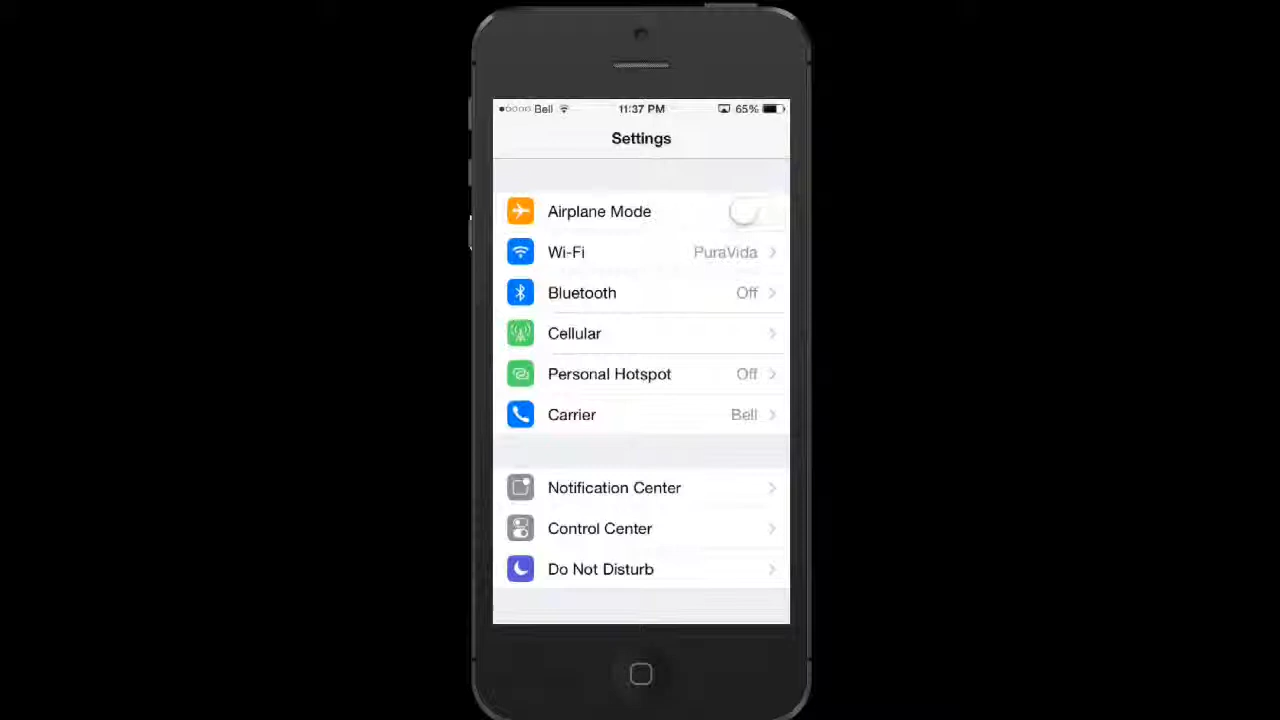 Bell 11:37 PM 65%
Settings
Airplane Mode
Wi-Fi PuraVida
Bluetooth Off
Cellular
Personal Hotspot Off
Carrier Bell
Notification Center
Control Center
Do Not Disturb